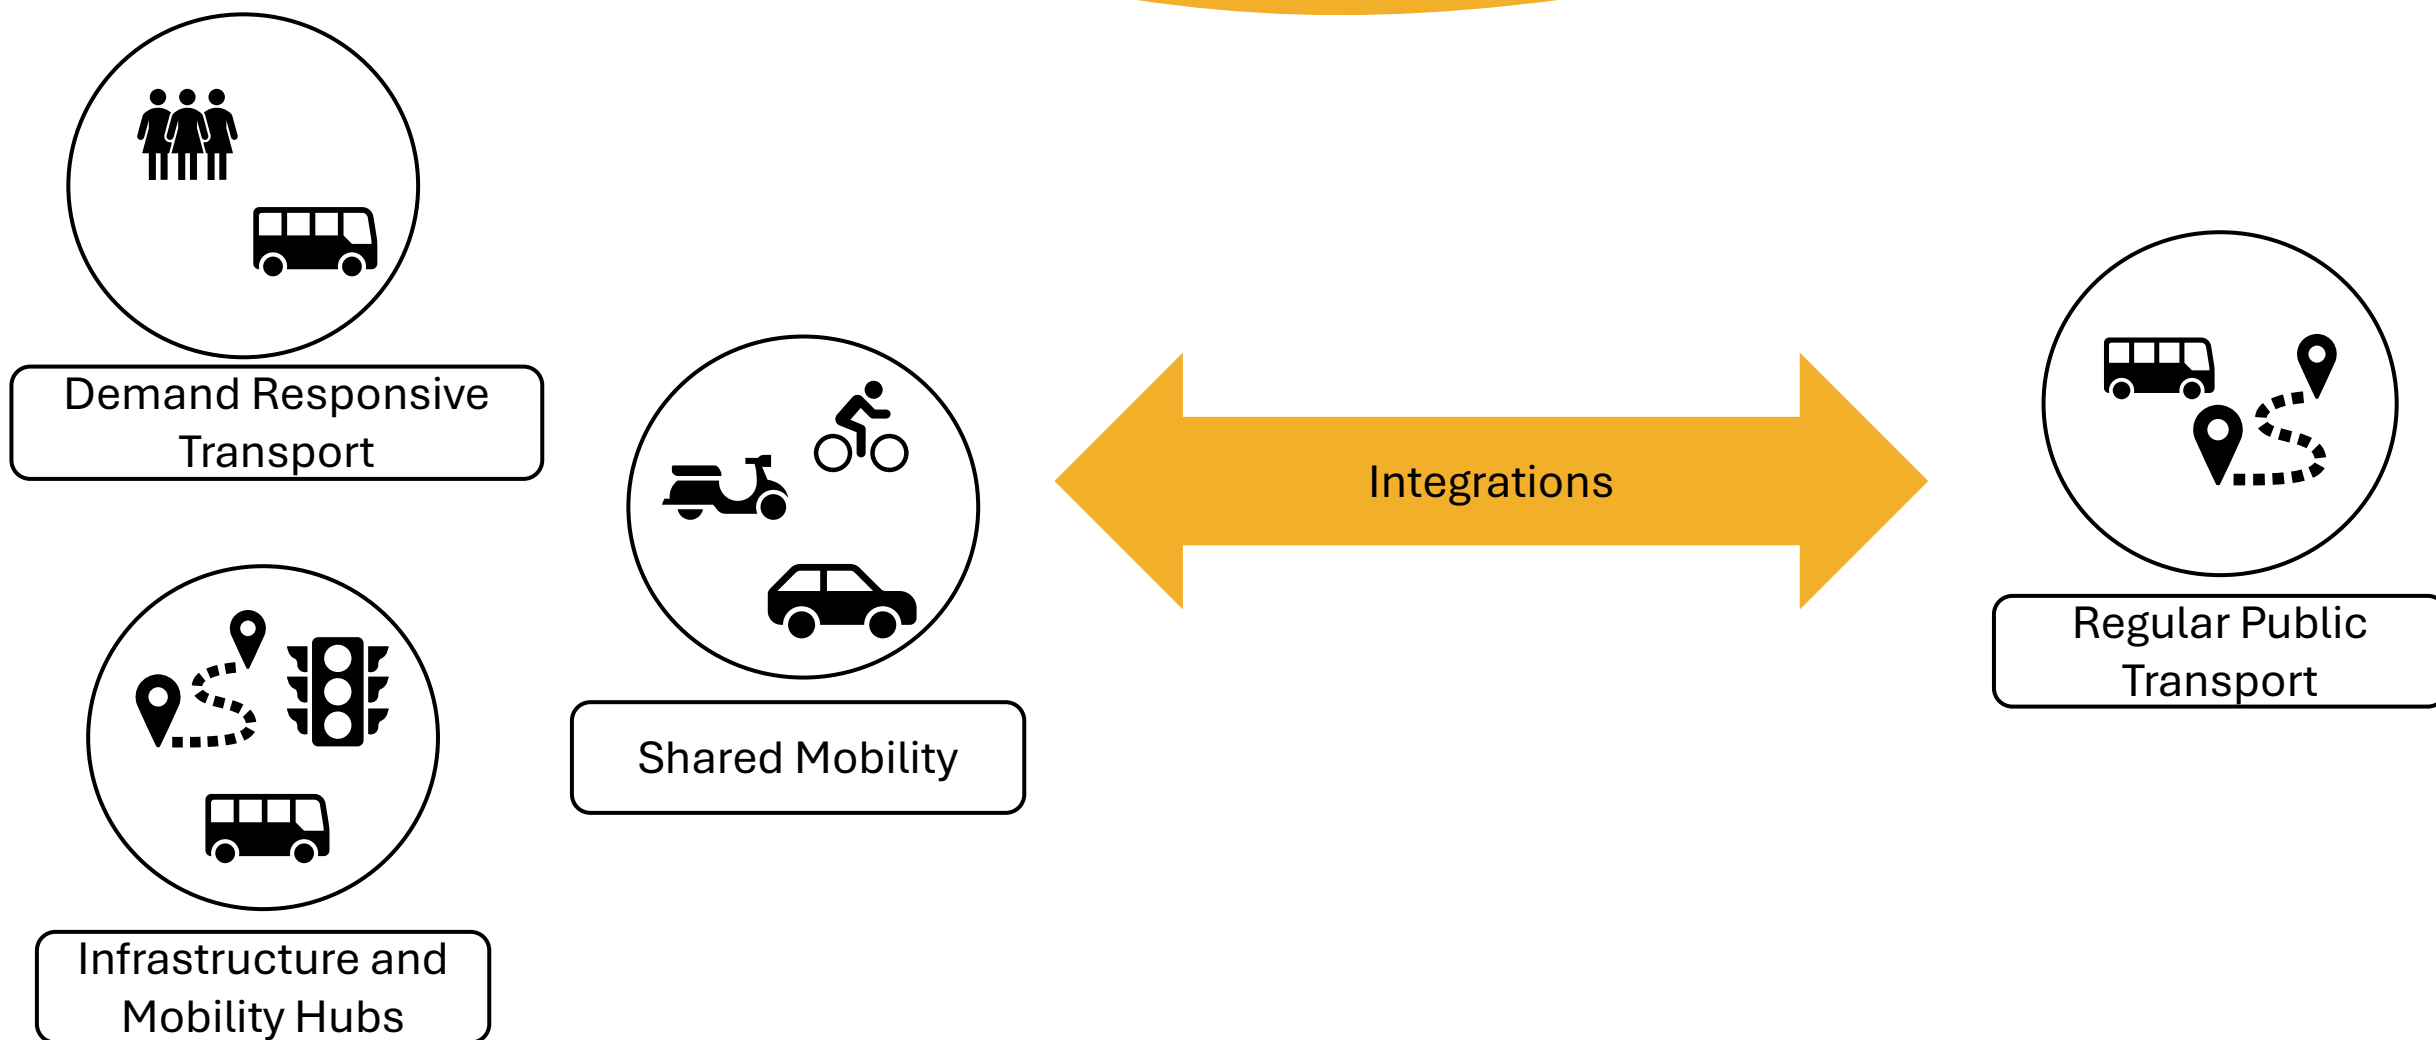 Demand Responsive
Transport
Integrations
Regular Public
Transport
Shared Mobility
Infrastructure and
Mobility Hubs